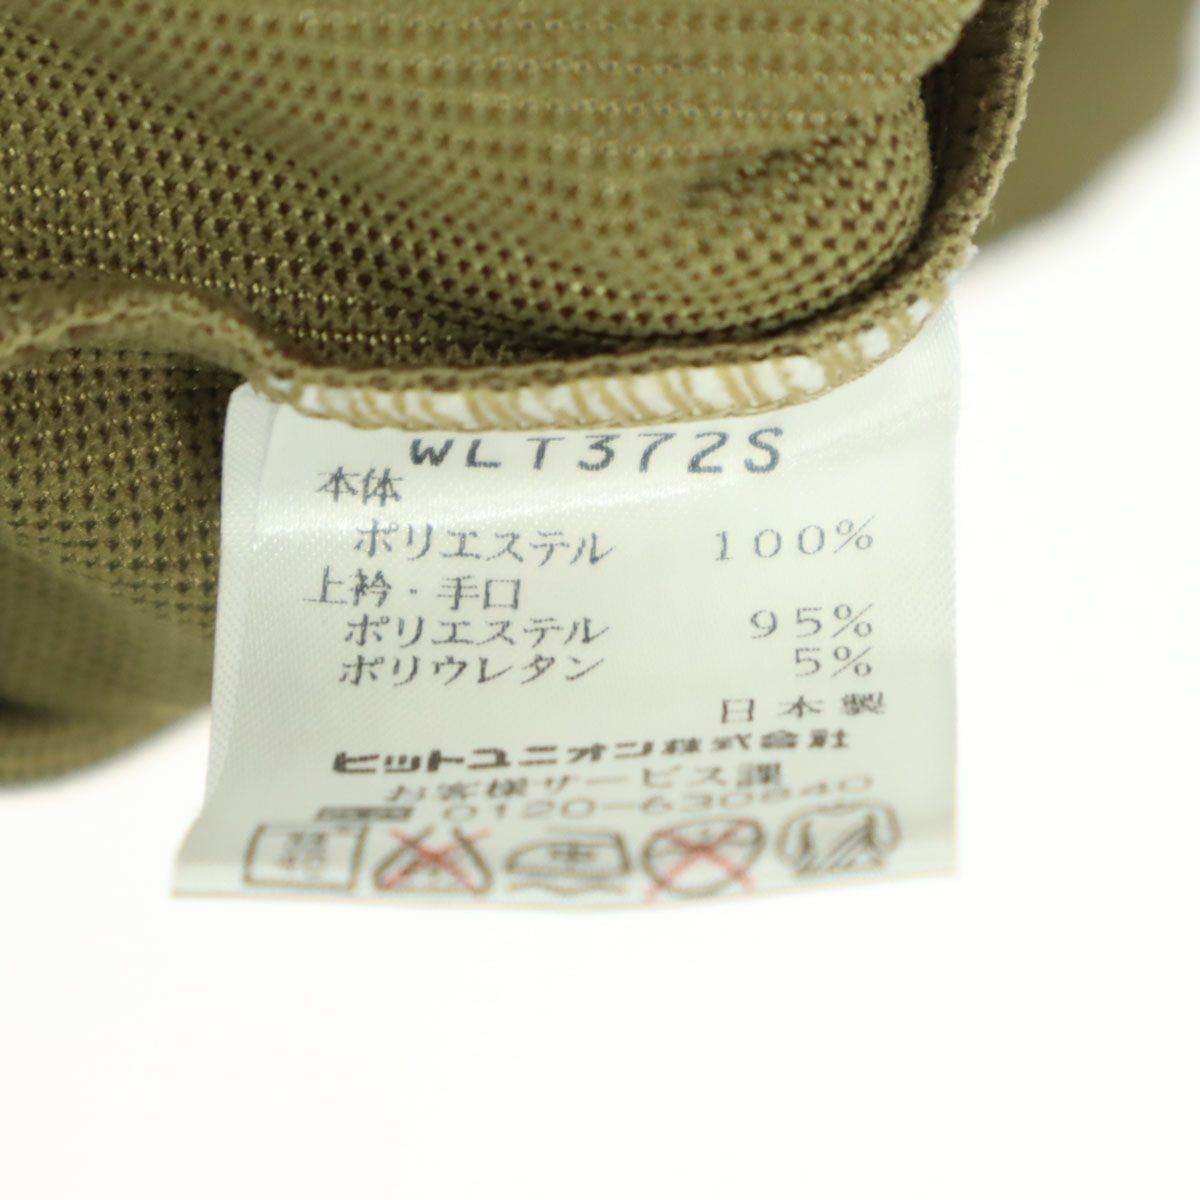 WLT372S
本体
ポリエステル 100%
上衿・手口
ポリエステル 95%
ポリウレタン 5%
日本製
ヒットユニオン株式会社
お客様サービス課
0120-630840